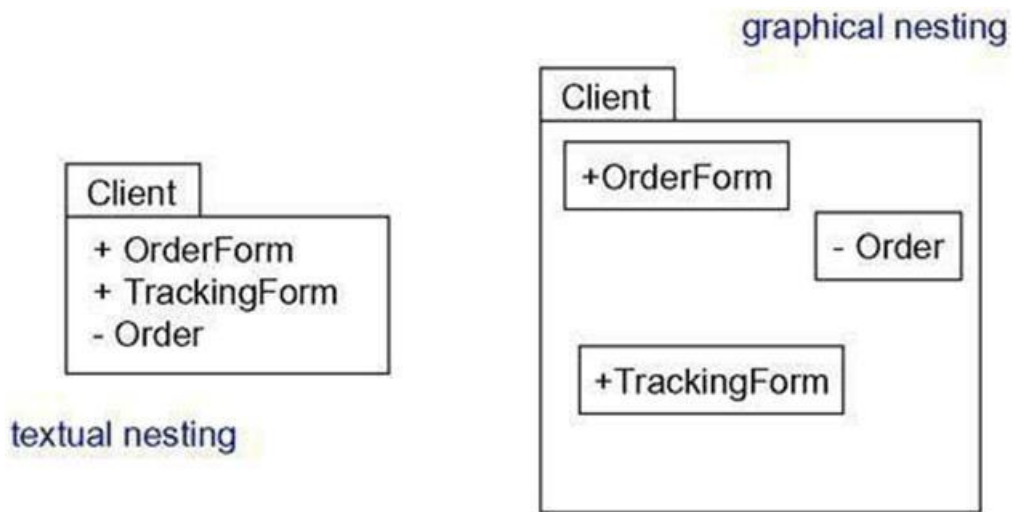 graphical nesting
Client
+OrderForm
- Order
+TrackingForm
Client
+ OrderForm
+ TrackingForm
- Order
textual nesting